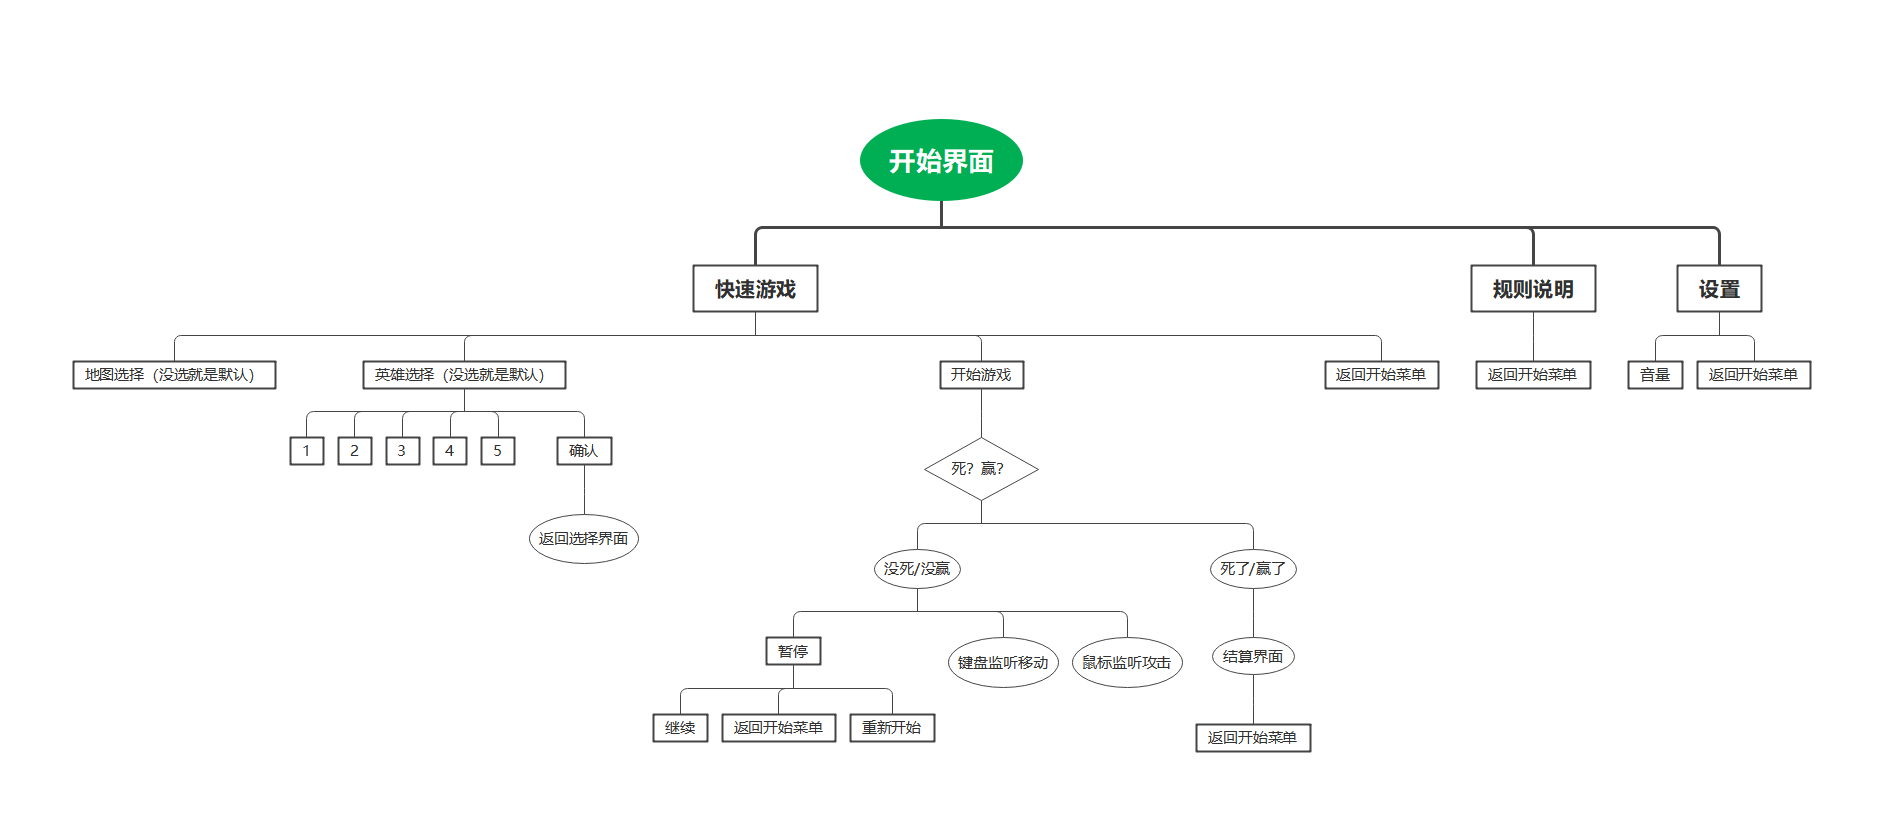 开始界面
快速游戏
规则说明
设置
地图选择（没选就是默认）
英雄选择（没选就是默认）
开始游戏
返回开始菜单
返回开始菜单
音量
返回开始菜单
1
2
3
4
5
确认
死？赢？
返回选择界面
没死/没赢
死了/赢了
暂停
键盘监听移动
鼠标监听攻击
结算界面
继续
返回开始菜单
重新开始
返回开始菜单